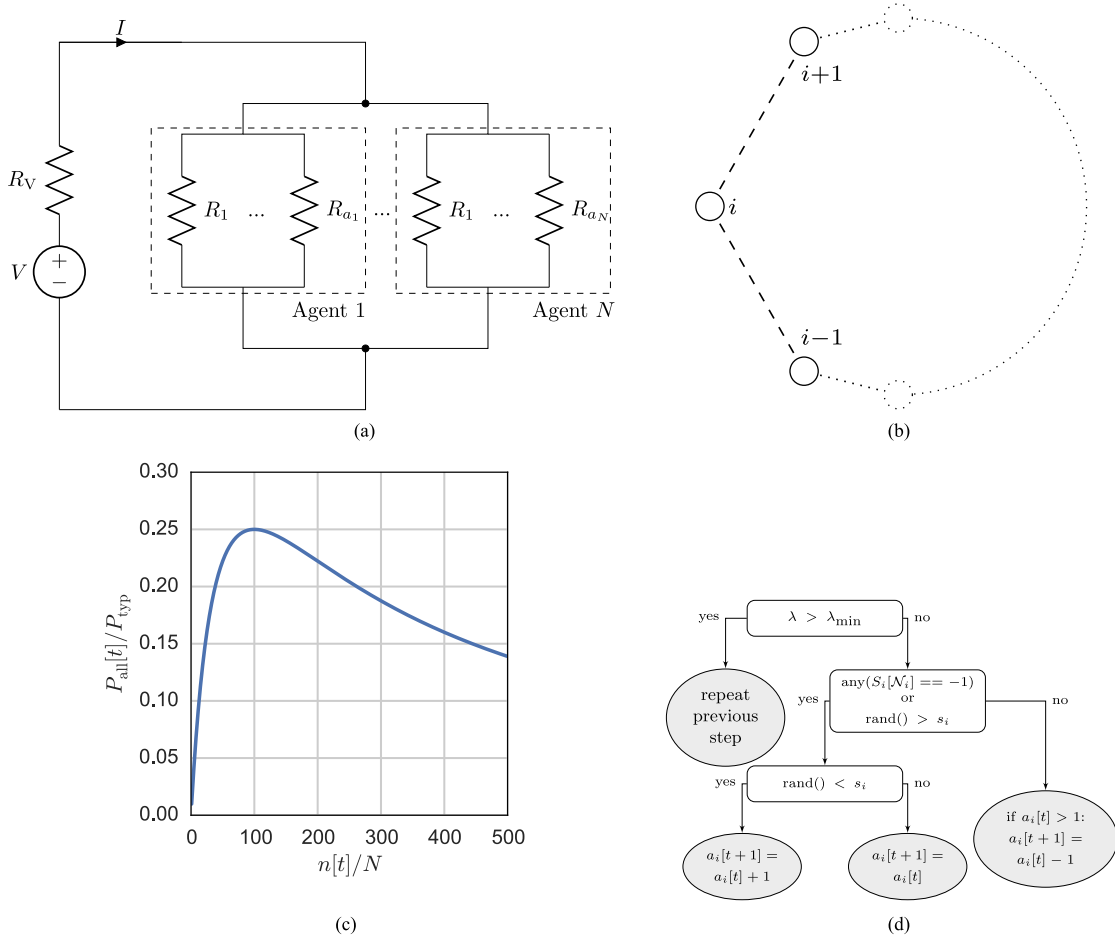 I
R_V
V
+
−
R_1 ... R_{a_1} ... R_1 ... R_{a_N}
Agent 1
Agent N
(a)
i+1
i
i−1
(b)
0.30
0.25
0.20
0.15
0.10
0.05
0.00
P_all[t]/P_typ
0 100 200 300 400 500
n[t]/N
(c)
λ > λ_min
yes
no
repeat
previous
step
any(S_i[𝒩_i] == −1)
or
rand() > s_i
yes
no
rand() < s_i
yes
no
a_i[t + 1] =
a_i[t] + 1
a_i[t + 1] =
a_i[t]
if a_i[t] > 1:
a_i[t + 1] =
a_i[t] − 1
(d)